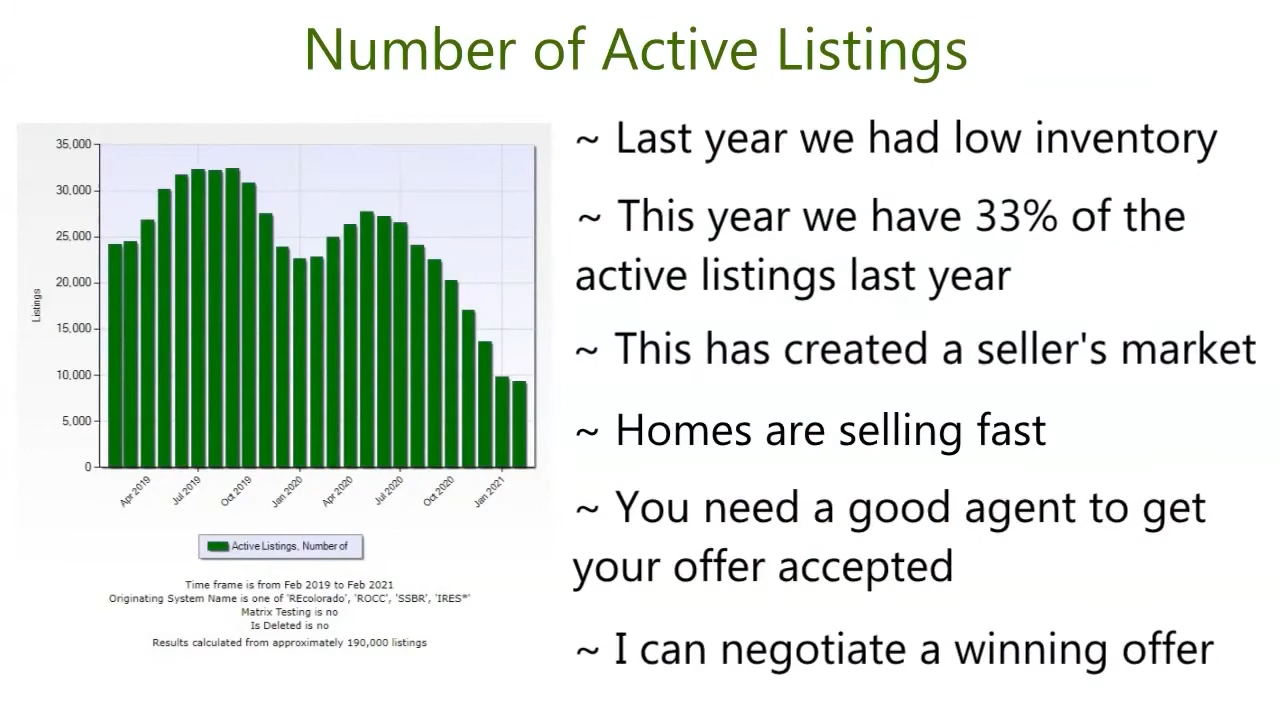 Number of Active Listings
35,000
30,000
25,000
20,000
15,000
10,000
5,000
0
Listings
Apr 2019
Jul 2019
Oct 2019
Jan 2020
Apr 2020
Jul 2020
Oct 2020
Jan 2021
Active Listings, Number of
Time frame is from Feb 2019 to Feb 2021
Originating System Name is one of 'REcolorado', 'ROCC', 'SSBR', 'IRES*'
Matrix Testing is no
Is Deleted is no
Results calculated from approximately 190,000 listings
~ Last year we had low inventory
~ This year we have 33% of the
active listings last year
~ This has created a seller's market
~ Homes are selling fast
~ You need a good agent to get
your offer accepted
~ I can negotiate a winning offer